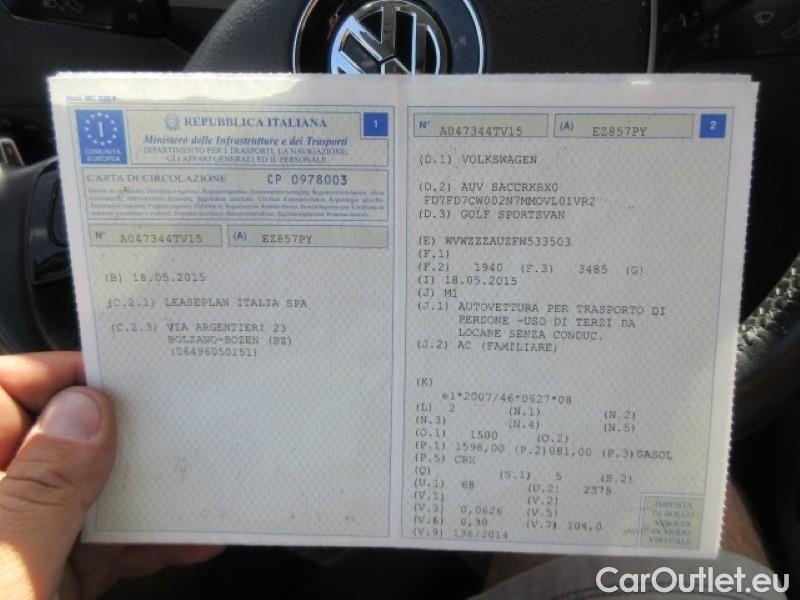 Mod. MC 820 F
REPUBBLICA ITALIANA
1
Ministero delle Infrastrutture e dei Trasporti
DIPARTIMENTO PER I TRASPORTI, LA NAVIGAZIONE,
GLI AFFARI GENERALI ED IL PERSONALE
I
COMUNITÀ
EUROPEA
CARTA DI CIRCOLAZIONE CP 0978003
N° A047344TV15 (A) EZ857PY
(B) 18.05.2015
(C.2.1) LEASEPLAN ITALIA SPA
(C.2.3) VIA ARGENTIERI 23
BOLZANO-BOZEN (BZ)
(06496050151)
N° A047344TV15 (A) EZ857PY 2
(D.1) VOLKSWAGEN
(D.2) AUV SACCRKBX0
FD7FD7CW002N7MMOVL01VR2
(D.3) GOLF SPORTSVAN
(E) WVWZZZAUZFW533503
(F.1)
(F.2) 1940 (F.3) 3485 (G)
(I) 18.05.2015
(J) M1
(J.1) AUTOVETTURA PER TRASPORTO DI
PERSONE -USO DI TERZI DA
LOCARE SENZA CONDUC.
(J.2) AC (FAMILIARE)
(K)
e1*2007/46*0627*08
(L) 2 (N.1) (N.2)
(N.3) (N.4) (N.5)
(O.1) 1500 (O.2)
(P.1) 1598,00 (P.2)081,00 (P.3)GASOL
(P.5) CRK
(Q) (S.1) 5 (S.2)
(U.1) 68 (U.2) 2375
(V.1) (V.2)
(V.3) 0,0626 (V.5)
(V.6) 0,30 (V.7) 104,0
(V.9) 136/2014
IMPOSTA
DI BOLLO
ASSOLTA
IN MODO
VIRTUALE
CarOutlet.eu